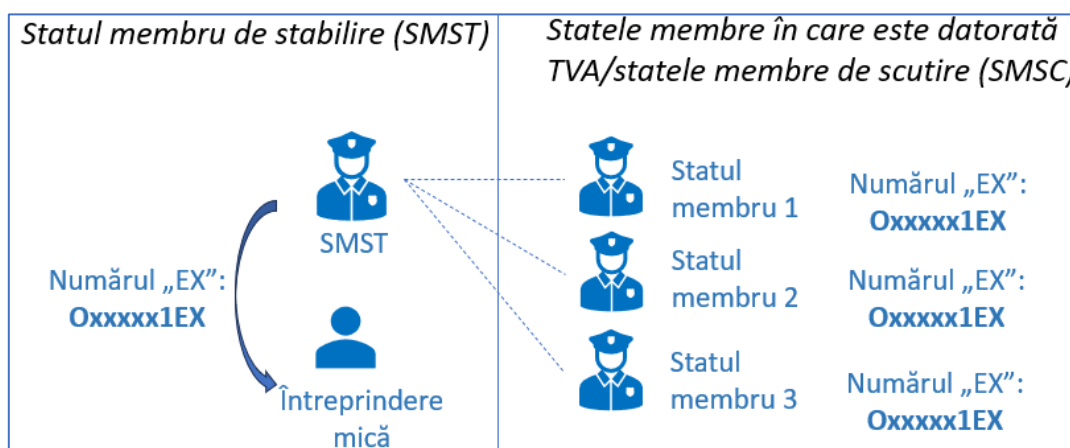 Statul membru de stabilire (SMST)
SMST
Numărul „EX”:
Oxxxxx1EX
Întreprindere
mică
Statele membre în care este datorată
TVA/statele membre de scutire (SMSC)
Statul
membru 1
Numărul „EX”:
Oxxxxx1EX
Statul
membru 2
Numărul „EX”:
Oxxxxx1EX
Statul
membru 3
Numărul „EX”:
Oxxxxx1EX